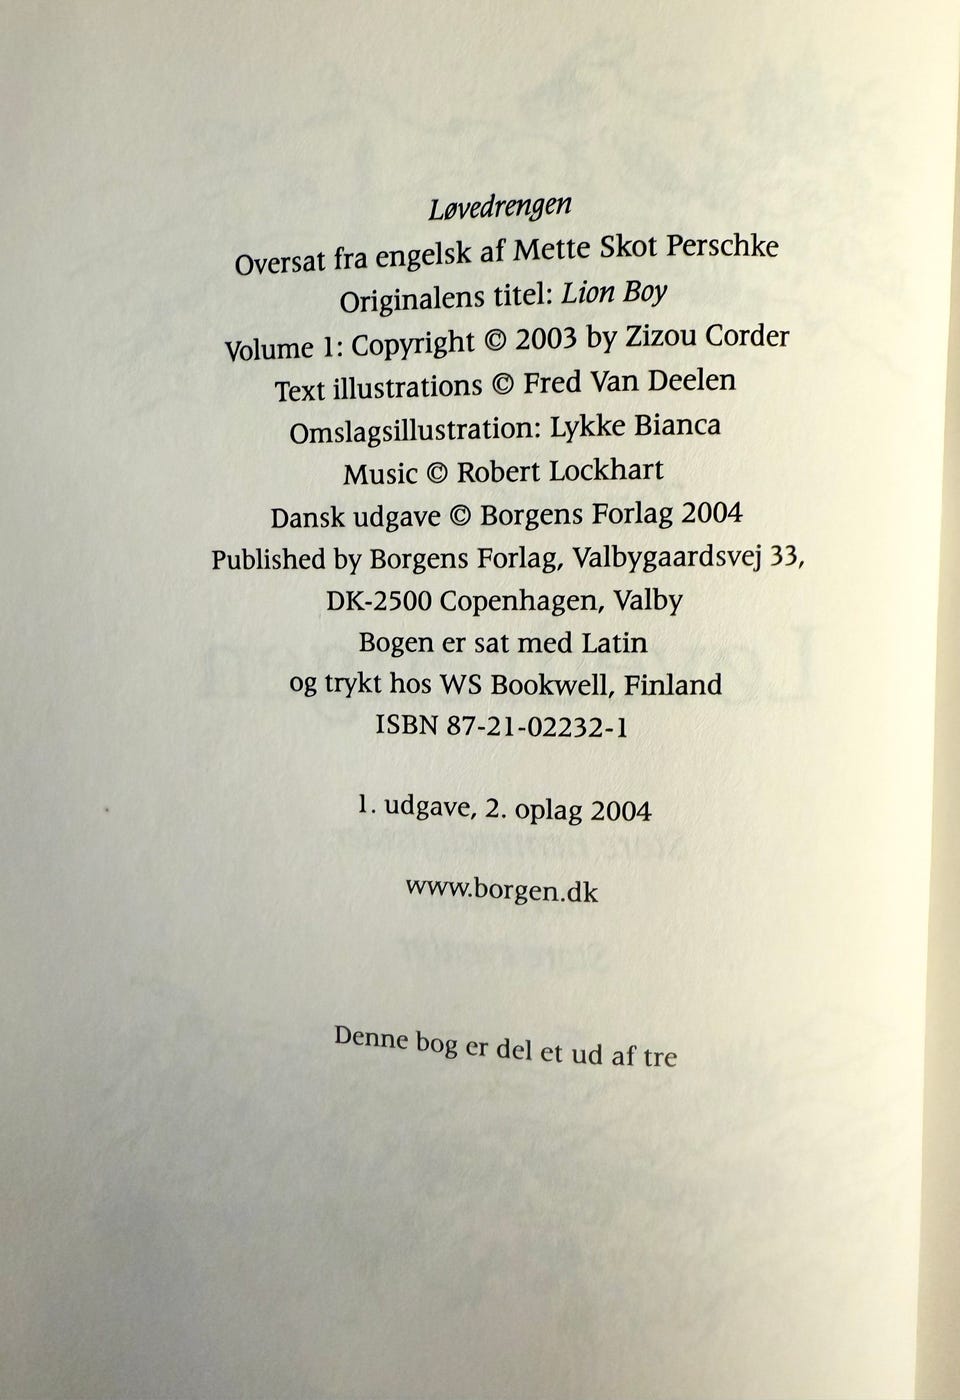 Løvedrengen
Oversat fra engelsk af Mette Skot Perschke
Originalens titel: Lion Boy
Volume 1: Copyright © 2003 by Zizou Corder
Text illustrations © Fred Van Deelen
Omslagsillustration: Lykke Bianca
Music © Robert Lockhart
Dansk udgave © Borgens Forlag 2004
Published by Borgens Forlag, Valbygaardsvej 33,
DK-2500 Copenhagen, Valby
Bogen er sat med Latin
og trykt hos WS Bookwell, Finland
ISBN 87-21-02232-1
1. udgave, 2. oplag 2004
www.borgen.dk
Denne bog er del et ud af tre